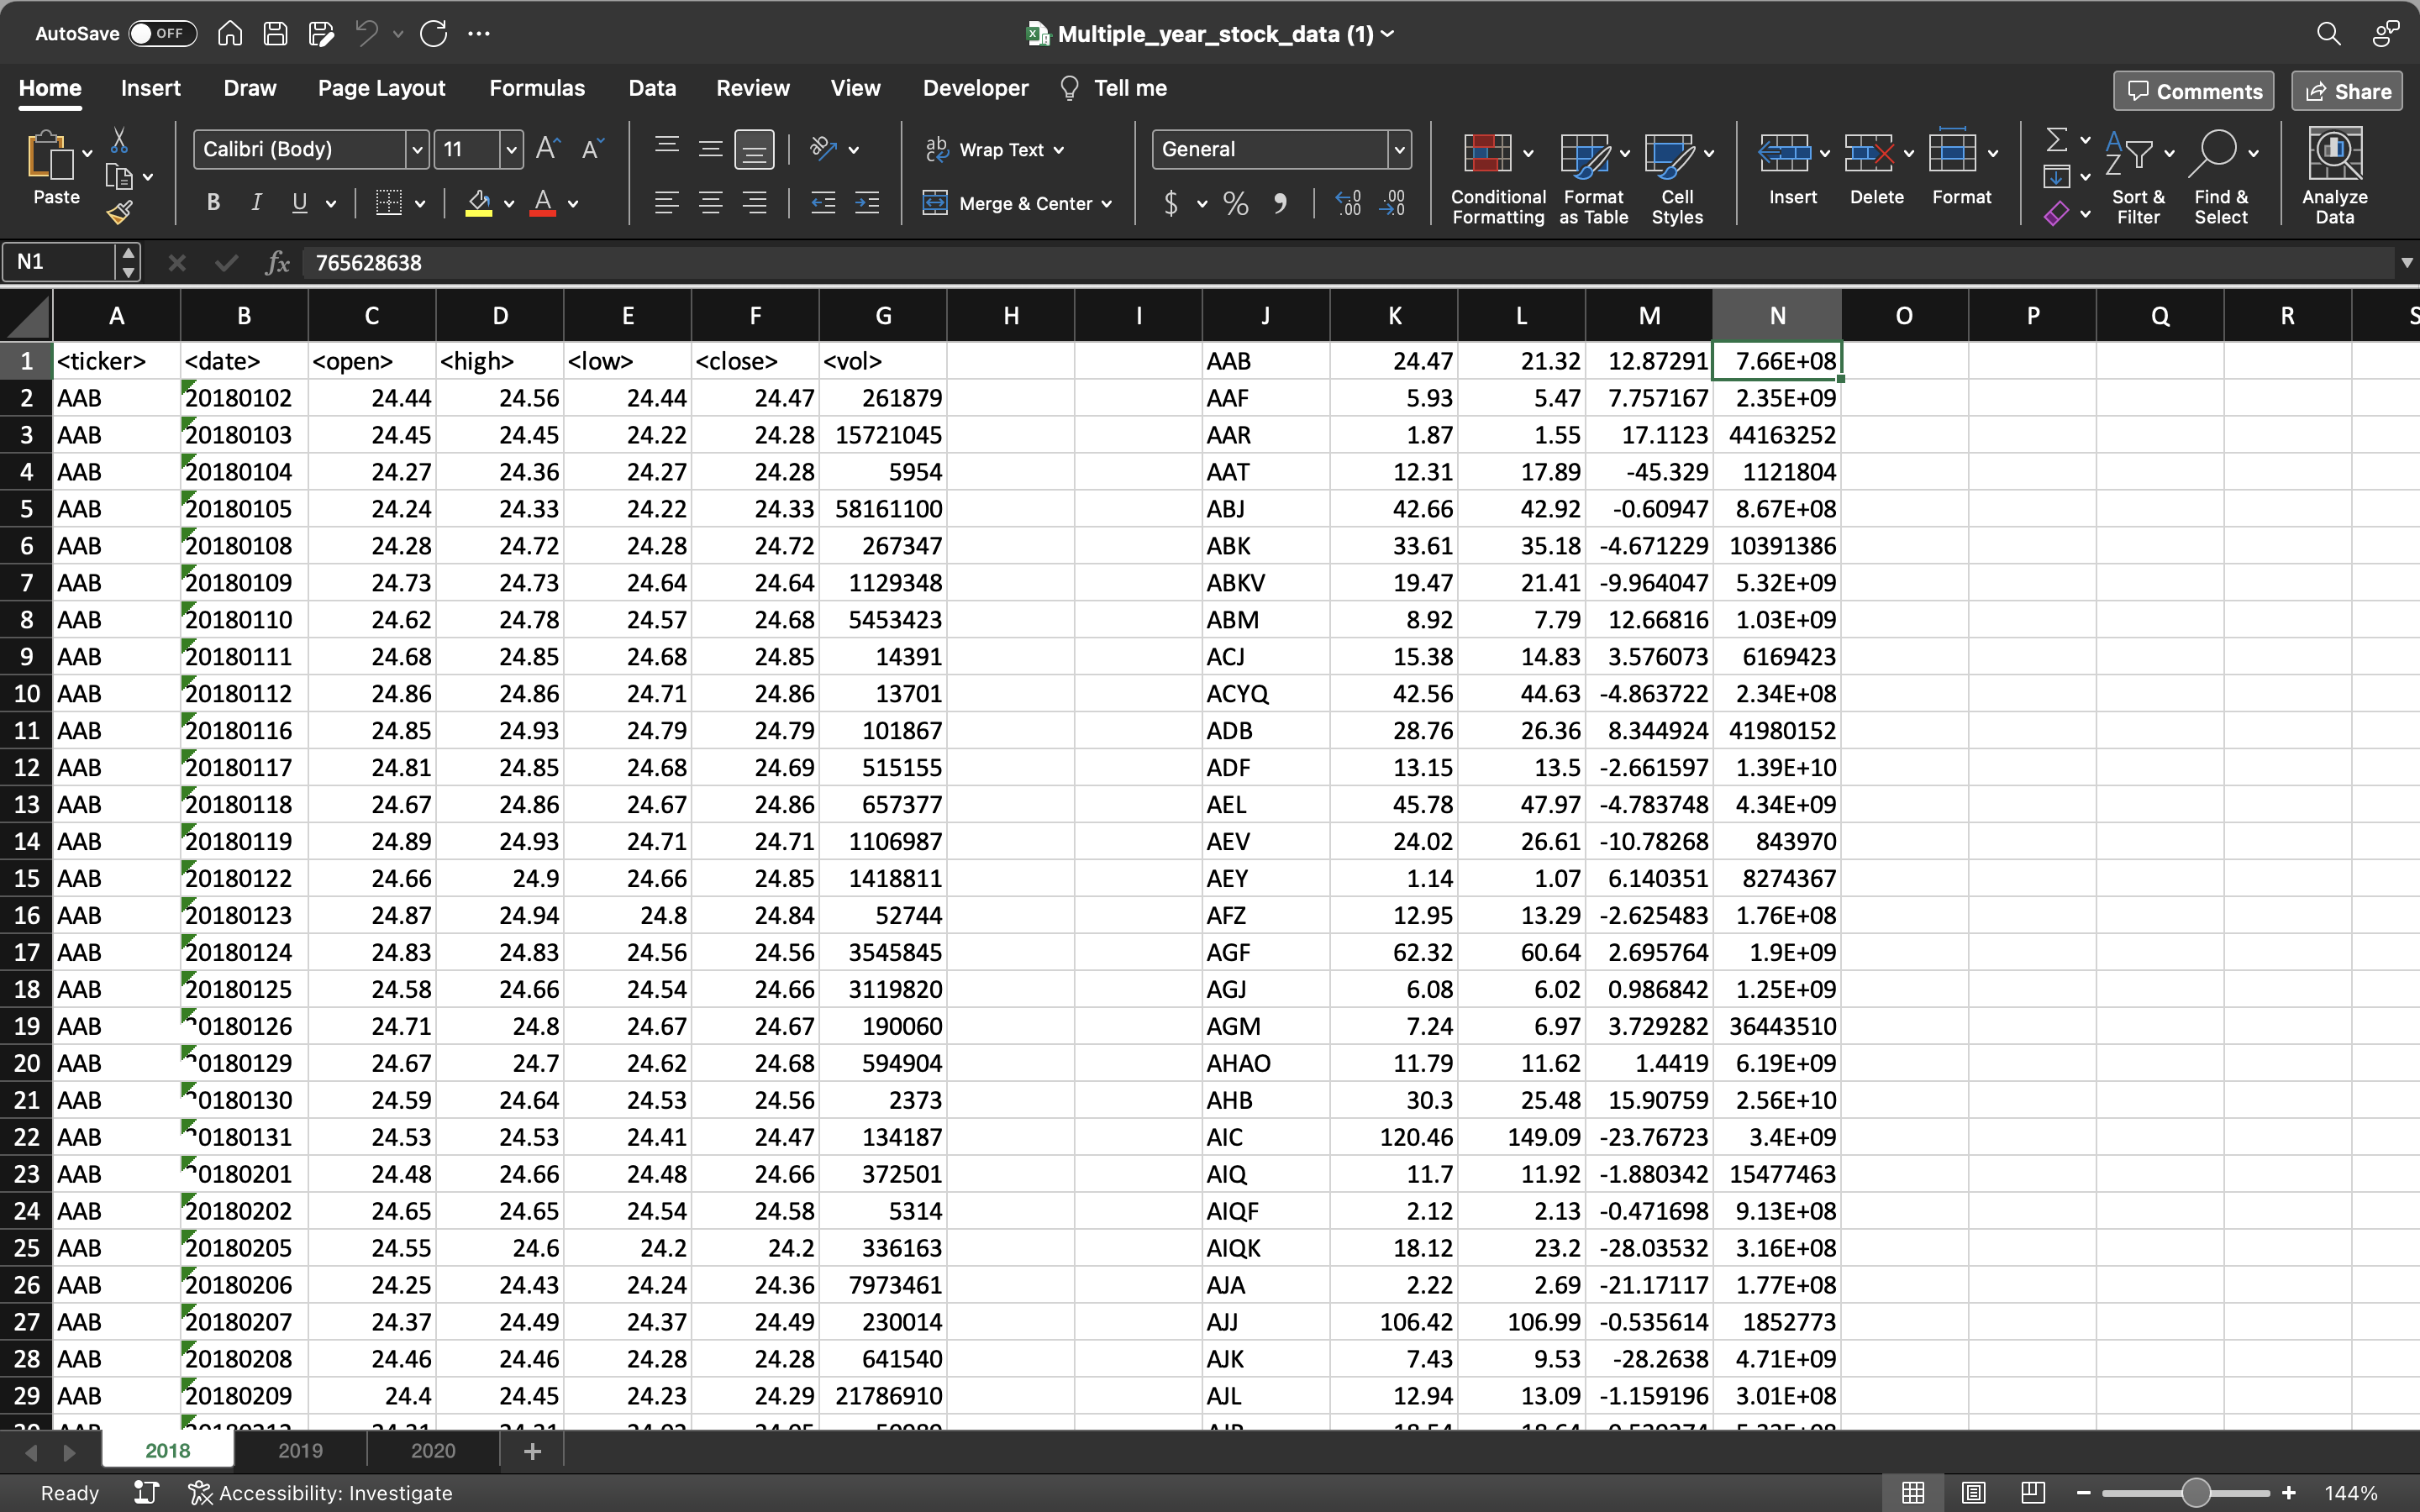 AutoSave OFF Multiple_year_stock_data (1)
Home Insert Draw Page Layout Formulas Data Review View Developer Tell me Comments Share
Paste
Calibri (Body) 11
B I U
ab Wrap Text
Merge & Center
General
$ % 
Conditional Formatting
Format as Table
Cell Styles
Insert
Delete
Format
Sort & Filter
Find & Select
Analyze Data
N1 fx 765628638
A B C D E F G H I J K L M N O P Q R S
1 <ticker> <date> <open> <high> <low> <close> <vol> AAB 24.47 21.32 12.87291 7.66E+08
2 AAB 20180102 24.44 24.56 24.44 24.47 261879 AAF 5.93 5.47 7.757167 2.35E+09
3 AAB 20180103 24.45 24.45 24.22 24.28 15721045 AAR 1.87 1.55 17.1123 44163252
4 AAB 20180104 24.27 24.36 24.27 24.28 5954 AAT 12.31 17.89 -45.329 1121804
5 AAB 20180105 24.24 24.33 24.22 24.33 58161100 ABJ 42.66 42.92 -0.60947 8.67E+08
6 AAB 20180108 24.28 24.72 24.28 24.72 267347 ABK 33.61 35.18 -4.671229 10391386
7 AAB 20180109 24.73 24.73 24.64 24.64 1129348 ABKV 19.47 21.41 -9.964047 5.32E+09
8 AAB 20180110 24.62 24.78 24.57 24.68 5453423 ABM 8.92 7.79 12.66816 1.03E+09
9 AAB 20180111 24.68 24.85 24.68 24.85 14391 ACJ 15.38 14.83 3.576073 6169423
10 AAB 20180112 24.86 24.86 24.71 24.86 13701 ACYQ 42.56 44.63 -4.863722 2.34E+08
11 AAB 20180116 24.85 24.93 24.79 24.79 101867 ADB 28.76 26.36 8.344924 41980152
12 AAB 20180117 24.81 24.85 24.68 24.69 515155 ADF 13.15 13.5 -2.661597 1.39E+10
13 AAB 20180118 24.67 24.86 24.67 24.86 657377 AEL 45.78 47.97 -4.783748 4.34E+09
14 AAB 20180119 24.89 24.93 24.71 24.71 1106987 AEV 24.02 26.61 -10.78268 843970
15 AAB 20180122 24.66 24.9 24.66 24.85 1418811 AEY 1.14 1.07 6.140351 8274367
16 AAB 20180123 24.87 24.94 24.8 24.84 52744 AFZ 12.95 13.29 -2.625483 1.76E+08
17 AAB 20180124 24.83 24.83 24.56 24.56 3545845 AGF 62.32 60.64 2.695764 1.9E+09
18 AAB 20180125 24.58 24.66 24.54 24.66 3119820 AGJ 6.08 6.02 0.986842 1.25E+09
19 AAB 20180126 24.71 24.8 24.67 24.67 190060 AGM 7.24 6.97 3.729282 36443510
20 AAB 20180129 24.67 24.7 24.62 24.68 594904 AHAO 11.79 11.62 1.4419 6.19E+09
21 AAB 20180130 24.59 24.64 24.53 24.56 2373 AHB 30.3 25.48 15.90759 2.56E+10
22 AAB 20180131 24.53 24.53 24.41 24.47 134187 AIC 120.46 149.09 -23.76723 3.4E+09
23 AAB 20180201 24.48 24.66 24.48 24.66 372501 AIQ 11.7 11.92 -1.880342 15477463
24 AAB 20180202 24.65 24.65 24.54 24.58 5314 AIQF 2.12 2.13 -0.471698 9.13E+08
25 AAB 20180205 24.55 24.6 24.2 24.2 336163 AIQK 18.12 23.2 -28.03532 3.16E+08
26 AAB 20180206 24.25 24.43 24.24 24.36 7973461 AJA 2.22 2.69 -21.17117 1.77E+08
27 AAB 20180207 24.37 24.49 24.37 24.49 230014 AJJ 106.42 106.99 -0.535614 1852773
28 AAB 20180208 24.46 24.46 24.28 24.28 641540 AJK 7.43 9.53 -28.2638 4.71E+09
29 AAB 20180209 24.4 24.45 24.23 24.29 21786910 AJL 12.94 13.09 -1.159196 3.01E+08
2018 2019 2020 +
Ready Accessibility: Investigate 144%